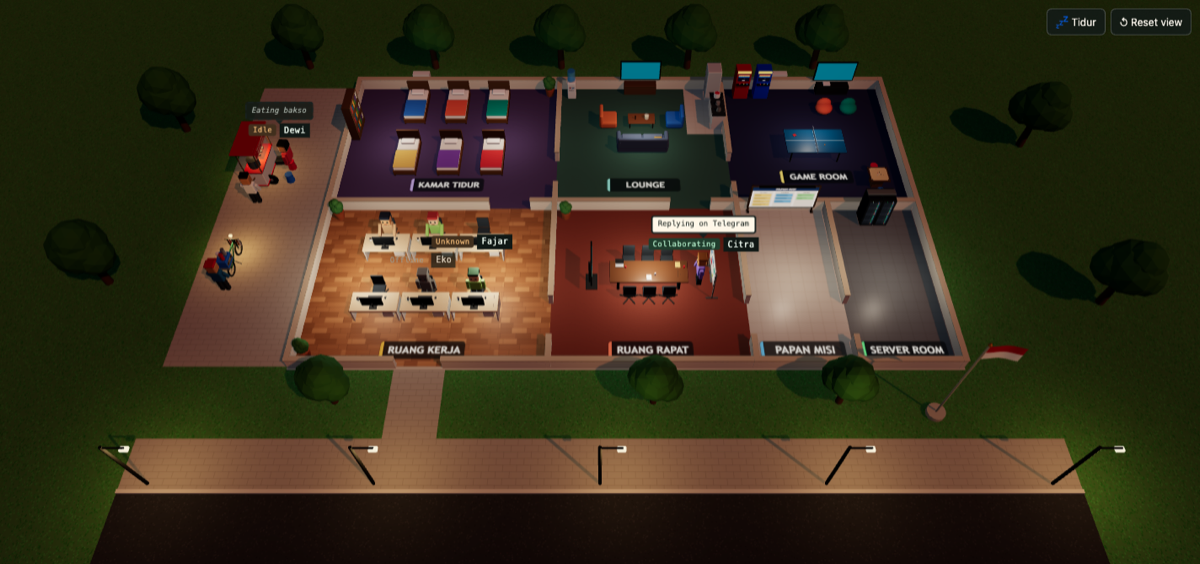 💤 Tidur
Reset view
Eating bakso
Idle Dewi
KAMAR TIDUR
LOUNGE
GAME ROOM
Replying on Telegram
Collaborating Citra
Unknown Fajar
Eko
RUANG KERJA
RUANG RAPAT
PAPAN MISI
SERVER ROOM